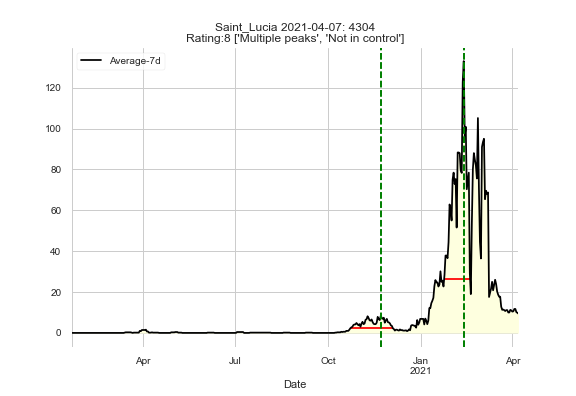 Saint_Lucia 2021-04-07: 4304
Rating:8 ['Multiple peaks', 'Not in control']
Average-7d
120
100
80
60
40
20
0
Apr
Jul
Oct
Jan
2021
Apr
Date